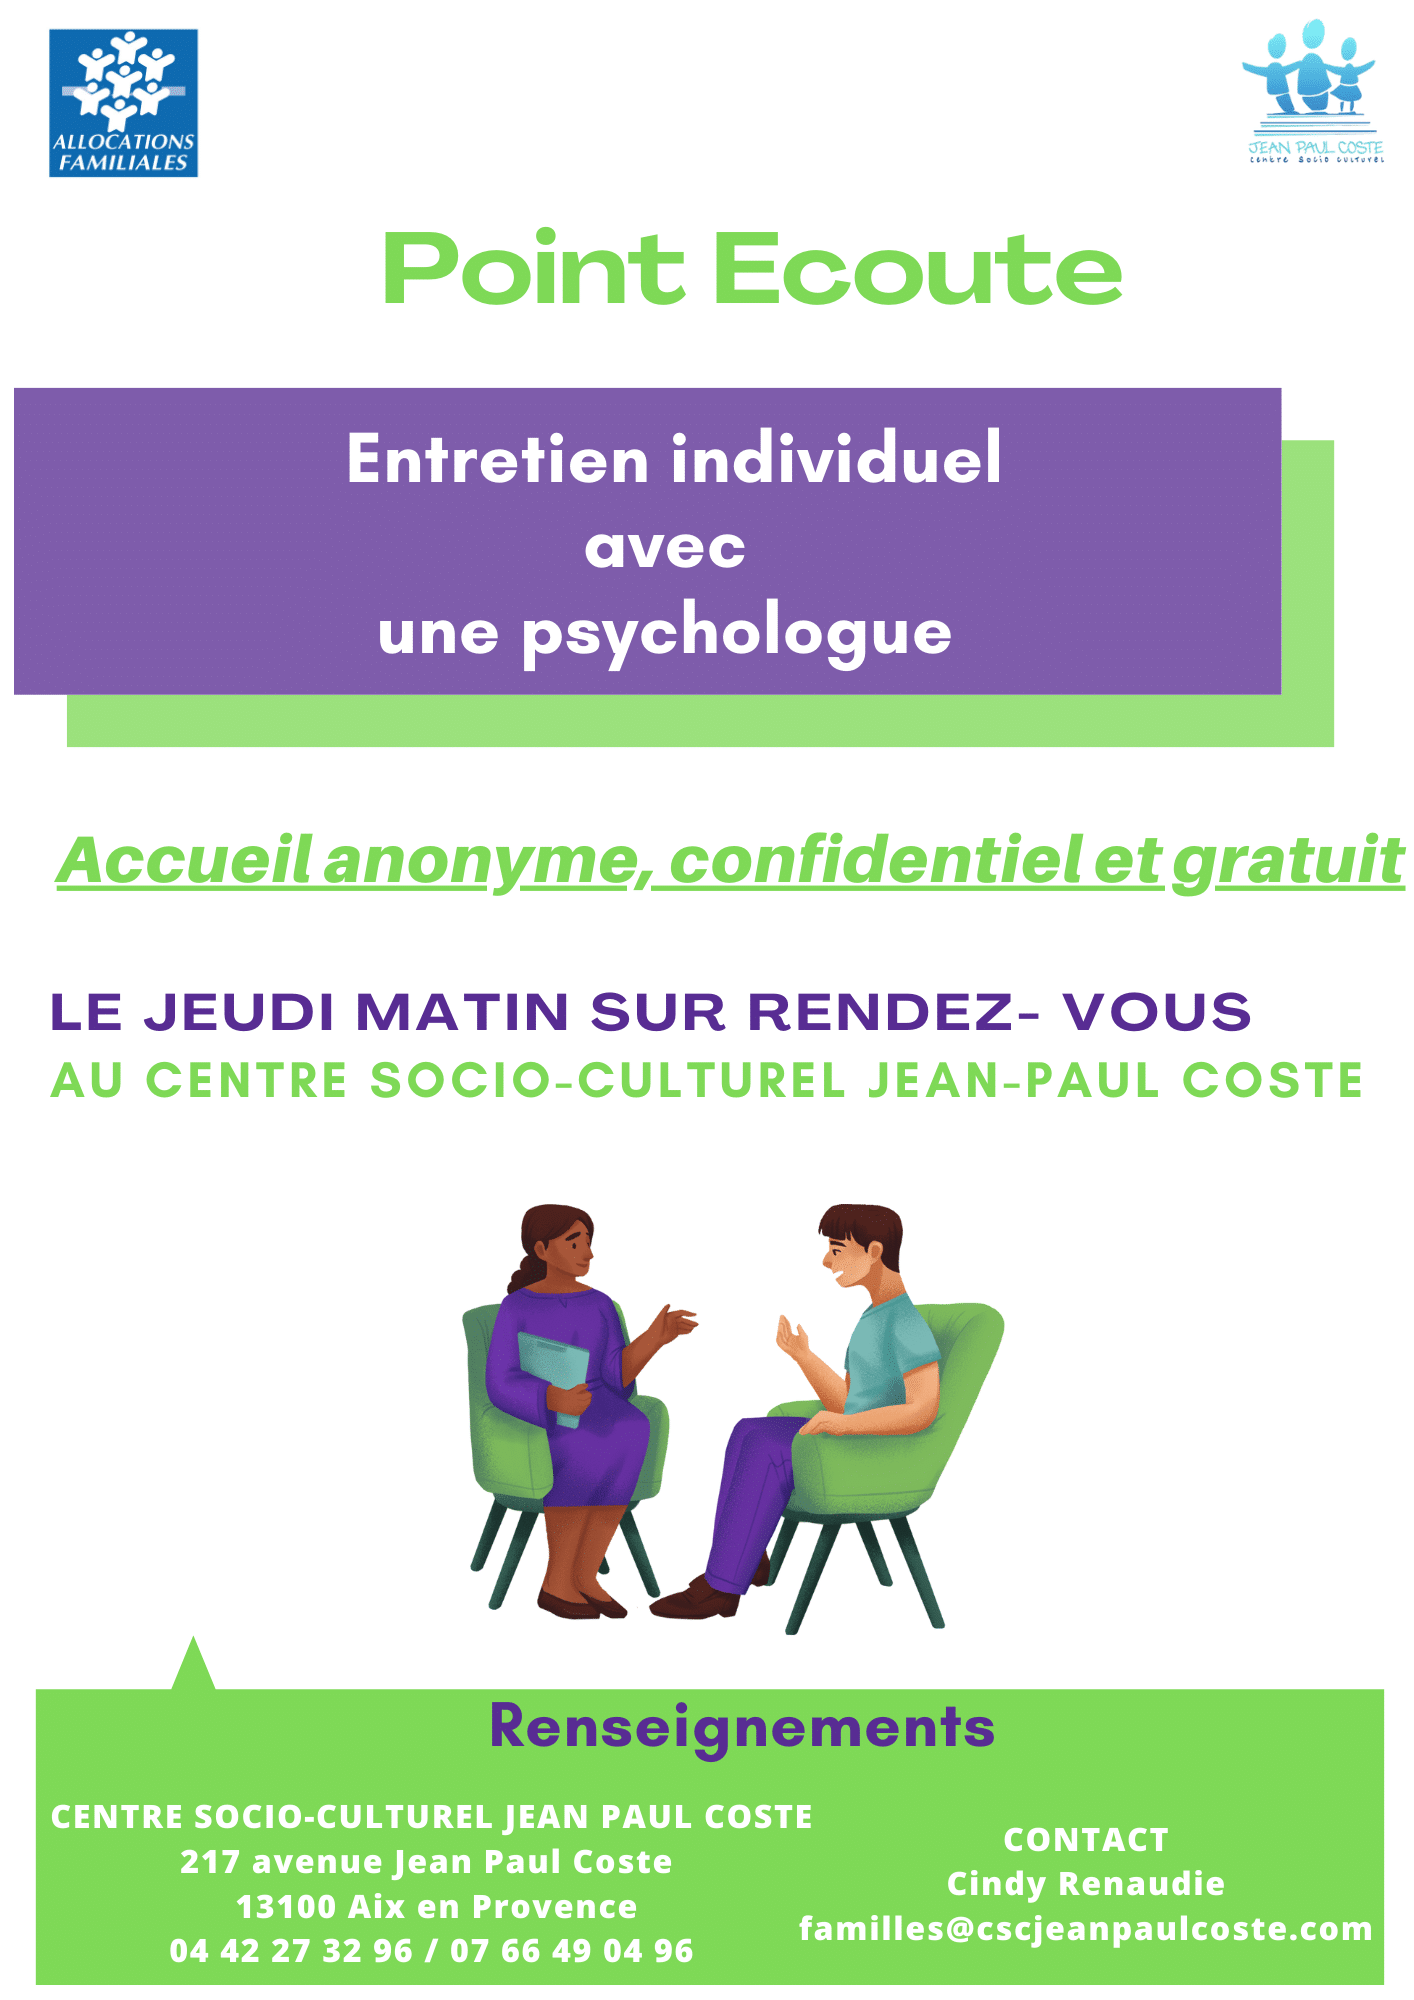 ALLOCATIONS
FAMILIALES
JEAN PAUL COSTE
Centre Socio Culturel
Point Ecoute
Entretien individuel
avec
une psychologue
Accueil anonyme, confidentiel et gratuit
LE JEUDI MATIN SUR RENDEZ- VOUS
AU CENTRE SOCIO-CULTUREL JEAN-PAUL COSTE
Renseignements
CENTRE SOCIO-CULTUREL JEAN PAUL COSTE
217 avenue Jean Paul Coste
13100 Aix en Provence
04 42 27 32 96 / 07 66 49 04 96
CONTACT
Cindy Renaudie
familles@cscjeanpaulcoste.com